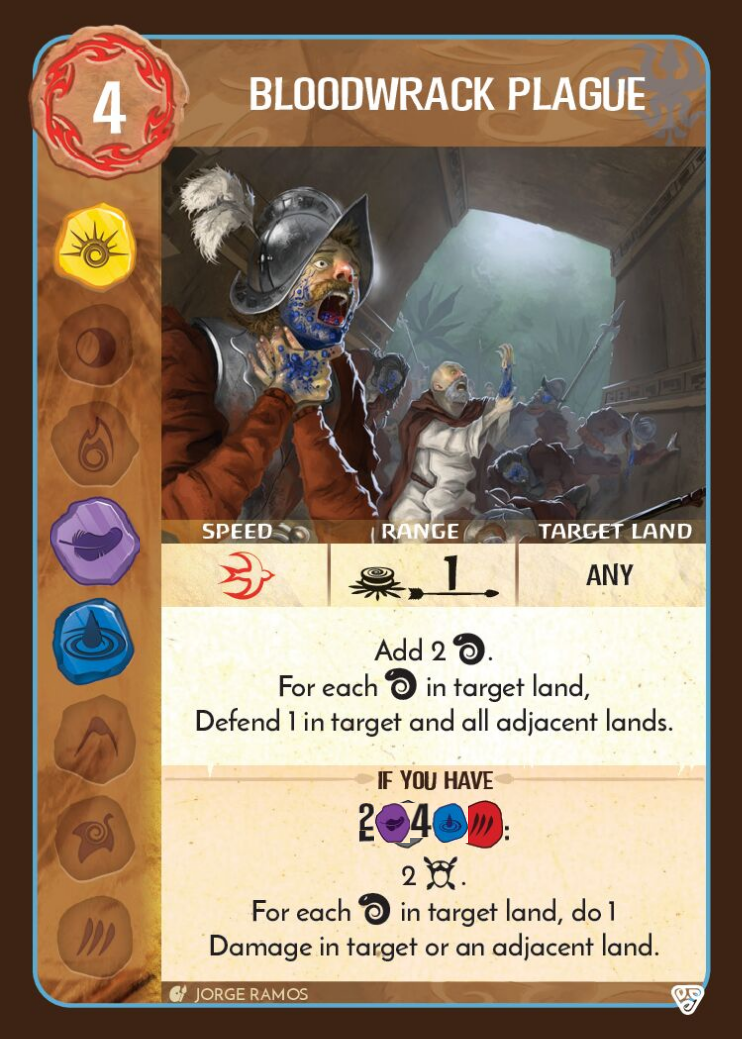 4
BLOODWRACK PLAGUE
SPEED RANGE TARGET LAND
1 ANY
Add 2 .
For each in target land,
Defend 1 in target and all adjacent lands.
IF YOU HAVE
2 4 :
2 .
For each in target land, do 1
Damage in target or an adjacent land.
JORGE RAMOS